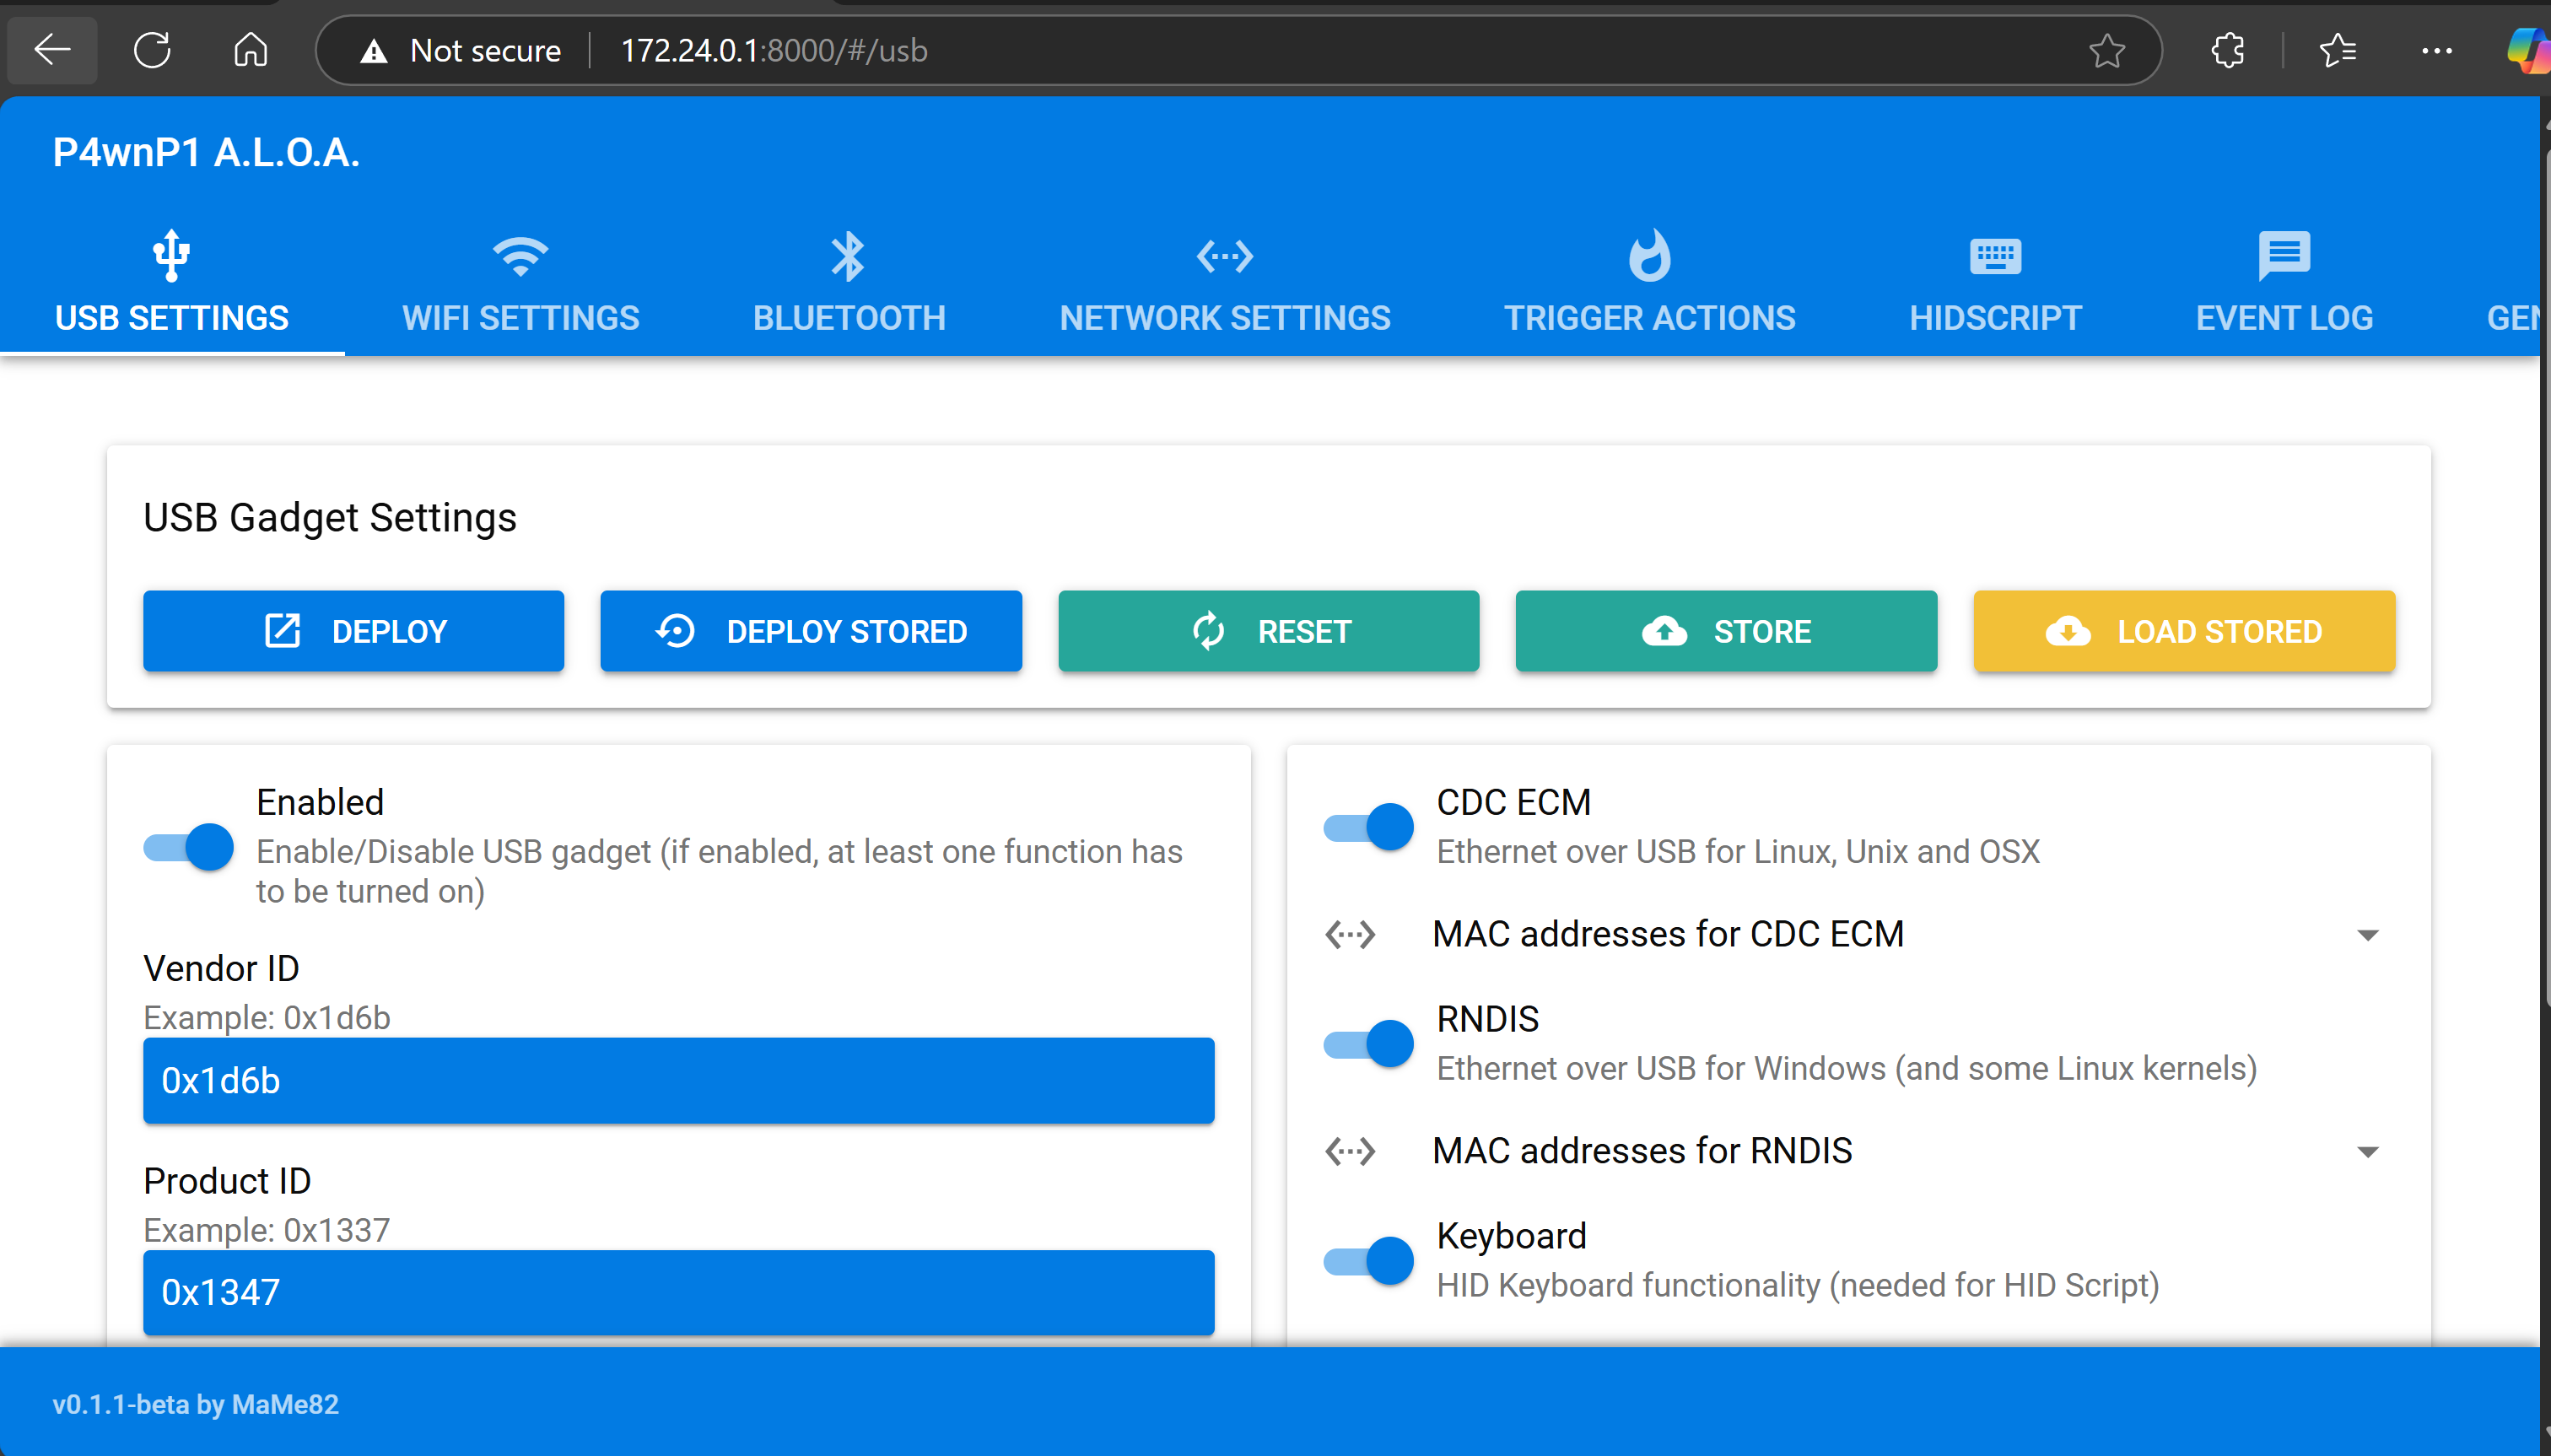 Not secure
172.24.0.1:8000/#/usb
P4wnP1 A.L.O.A.
USB SETTINGS
WIFI SETTINGS
BLUETOOTH
NETWORK SETTINGS
TRIGGER ACTIONS
HIDSCRIPT
EVENT LOG
GEN
USB Gadget Settings
DEPLOY
DEPLOY STORED
RESET
STORE
LOAD STORED
Enabled
Enable/Disable USB gadget (if enabled, at least one function has
to be turned on)
Vendor ID
Example: 0x1d6b
0x1d6b
Product ID
Example: 0x1337
0x1347
CDC ECM
Ethernet over USB for Linux, Unix and OSX
MAC addresses for CDC ECM
RNDIS
Ethernet over USB for Windows (and some Linux kernels)
MAC addresses for RNDIS
Keyboard
HID Keyboard functionality (needed for HID Script)
v0.1.1-beta by MaMe82